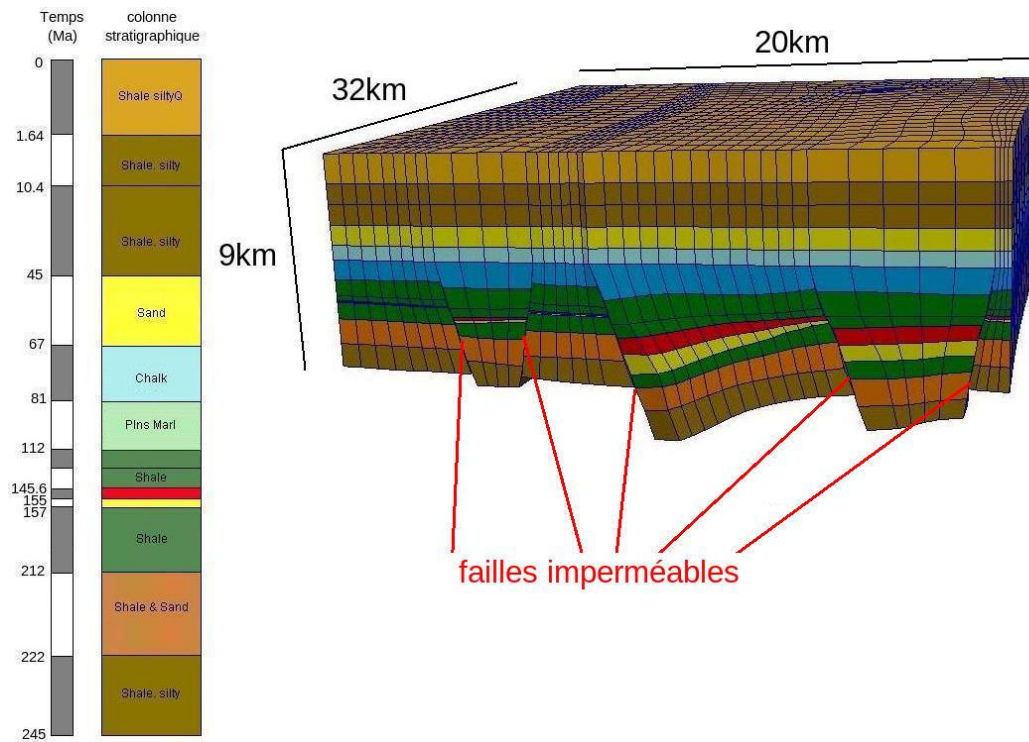 Temps
(Ma)
colonne
stratigraphique
0
1.64
10.4
45
67
81
112
145.6
155
157
212
222
245
Shale siltyQ
Shale. silty
Shale. silty
Sand
Chalk
Plns Marl
Shale
Shale
Shale & Sand
Shale. silty
32km
20km
9km
failles imperméables